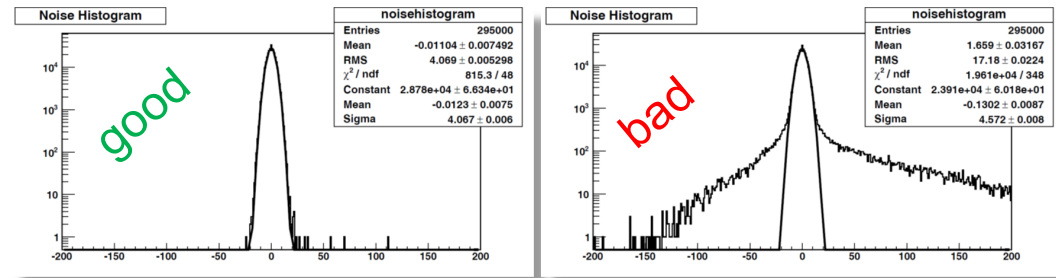 Noise Histogram
noisehistogram
Entries 295000
Mean -0.01104 ± 0.007492
RMS 4.069 ± 0.005298
χ² / ndf 815.3 / 48
Constant 2.878e+04 ± 6.634e+01
Mean -0.0123 ± 0.0075
Sigma 4.067 ± 0.006
good
10⁴
10³
10²
10
1
-200 -150 -100 -50 0 50 100 150 200
Noise Histogram
noisehistogram
Entries 295000
Mean 1.659 ± 0.03167
RMS 17.18 ± 0.0224
χ² / ndf 1.961e+04 / 348
Constant 2.391e+04 ± 6.018e+01
Mean -0.1302 ± 0.0087
Sigma 4.572 ± 0.008
bad
10⁴
10³
10²
10
1
-200 -150 -100 -50 0 50 100 150 200